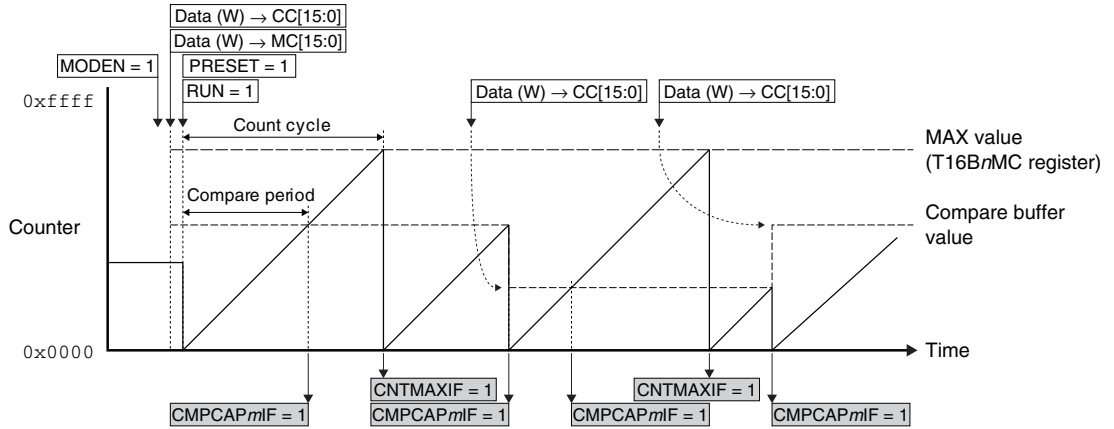 Data (W) → CC[15:0]
Data (W) → MC[15:0]
MODEN = 1
PRESET = 1
RUN = 1
Data (W) → CC[15:0]
Data (W) → CC[15:0]
0xffff
Count cycle
MAX value
(T16BnMC register)
Compare period
Counter
Compare buffer
value
0x0000
Time
CNTMAXIF = 1
CNTMAXIF = 1
CMPCAPmIF = 1
CMPCAPmIF = 1
CMPCAPmIF = 1
CMPCAPmIF = 1